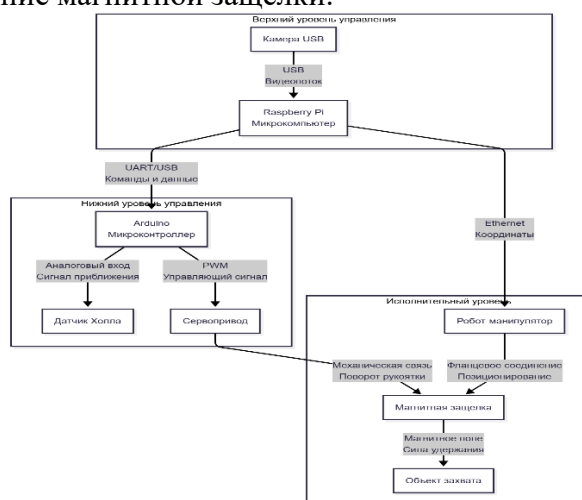 ние магнитной защелки.
Верхний уровень управления
Камера USB
USB
Видеопоток
Raspberry Pi
Микрокомпьютер
UART/USB
Команды и данные
Ethernet
Координаты
Нижний уровень управления
Arduino
Микроконтроллер
Аналоговый вход
Сигнал приближения
PWM
Управляющий сигнал
Датчик Холла
Сервопривод
Исполнительный уровень
Робот манипулятор
Механическая связь
Поворот рукоятки
Фланцевое соединение
Позиционирование
Магнитная защелка
Магнитное поле
Сила удержания
Объект захвата